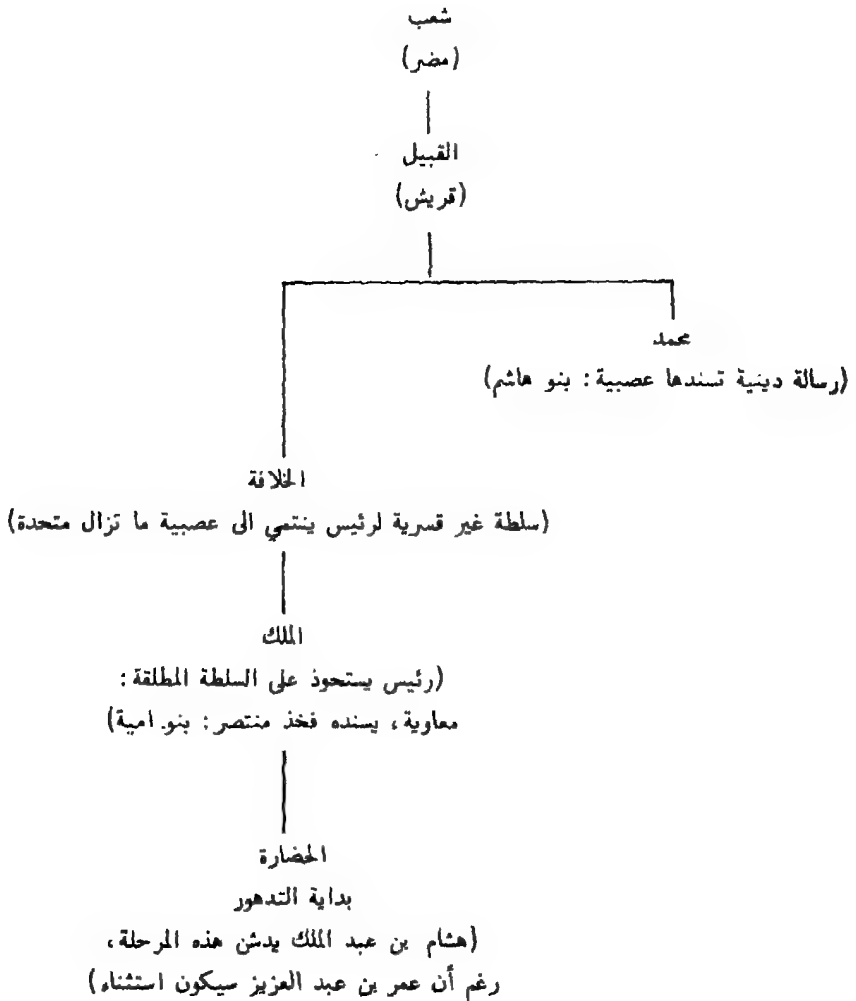 شعب
(مضر)
القبيل
(قريش)
محمد
(رسالة دينية تسندها عصبية : بنو هاشم)
الخلافة
(سلطة غير قسرية لرئيس ينتمي الى عصبية ما تزال متحدة)
الملك
(رئيس يستحوذ على السلطة المطلقة :
معاوية ، يسنده فخذ منتصر : بنو امية)
الحضارة
بداية التدهور
(هشام بن عبد الملك يدشن هذه المرحلة ،
رغم أن عمر بن عبد العزيز سيكون استثناء)